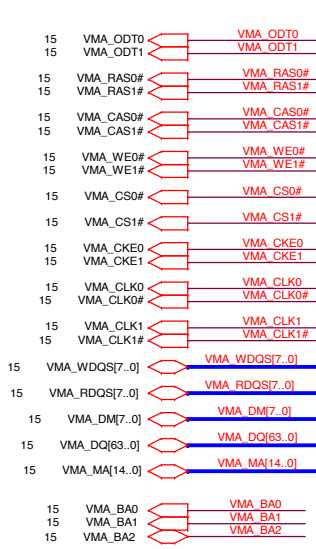 15 VMA_ODT0 VMA_ODT0
15 VMA_ODT1 VMA_ODT1
15 VMA_RAS0# VMA_RAS0#
15 VMA_RAS1# VMA_RAS1#
15 VMA_CAS0# VMA_CAS0#
15 VMA_CAS1# VMA_CAS1#
15 VMA_WE0# VMA_WE0#
15 VMA_WE1# VMA_WE1#
15 VMA_CS0# VMA_CS0#
15 VMA_CS1# VMA_CS1#
15 VMA_CKE0 VMA_CKE0
15 VMA_CKE1 VMA_CKE1
15 VMA_CLK0 VMA_CLK0
15 VMA_CLK0# VMA_CLK0#
15 VMA_CLK1 VMA_CLK1
15 VMA_CLK1# VMA_CLK1#
15 VMA_WDQS[7..0] VMA_WDQS[7..0]
15 VMA_RDQS[7..0] VMA_RDQS[7..0]
15 VMA_DM[7..0] VMA_DM[7..0]
15 VMA_DQ[63..0] VMA_DQ[63..0]
15 VMA_MA[14..0] VMA_MA[14..0]
15 VMA_BA0 VMA_BA0
15 VMA_BA1 VMA_BA1
15 VMA_BA2 VMA_BA2